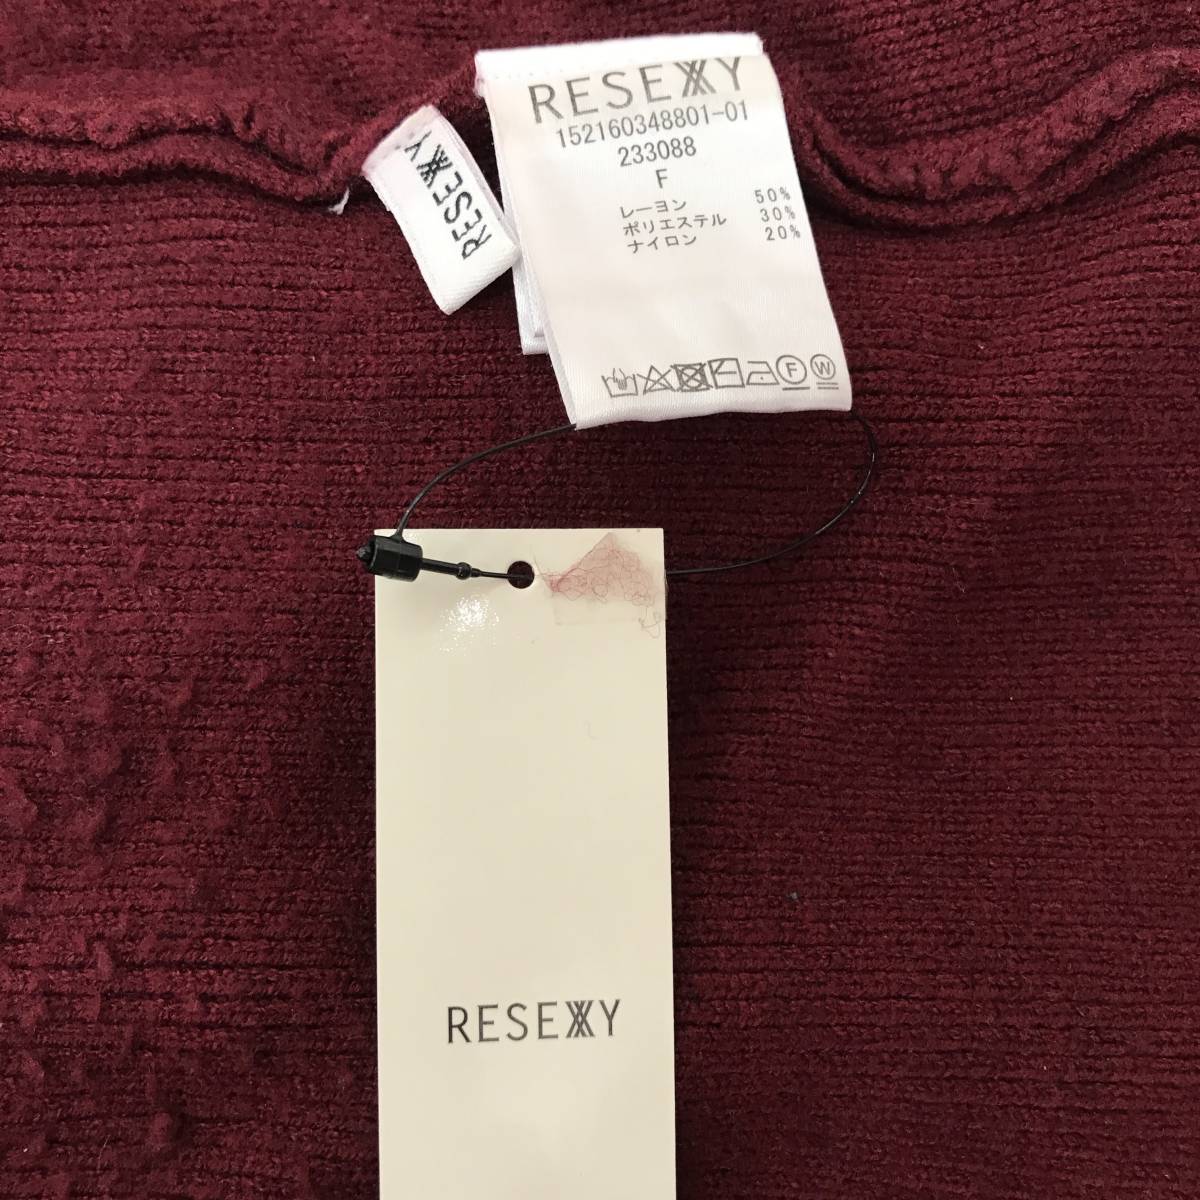 RESEXXY
152160348801-01
233088
F
レーヨン 50%
ポリエステル 30%
ナイロン 20%
F W
RESEXXY
RESEXXY